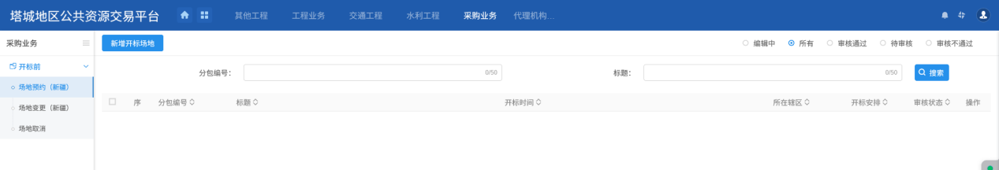 塔城地区公共资源交易平台 其他工程 工程业务 交通工程 水利工程 采购业务 代理机构...
采购业务 新增开标场地 编辑中 所有 审核通过 待审核 审核不通过
开标前 分包编号： 0/50 标题： 0/50 搜索
场地预约（新疆）
序 分包编号 标题 开标时间 所在辖区 开标安排 审核状态 操作
场地变更（新疆）
场地取消